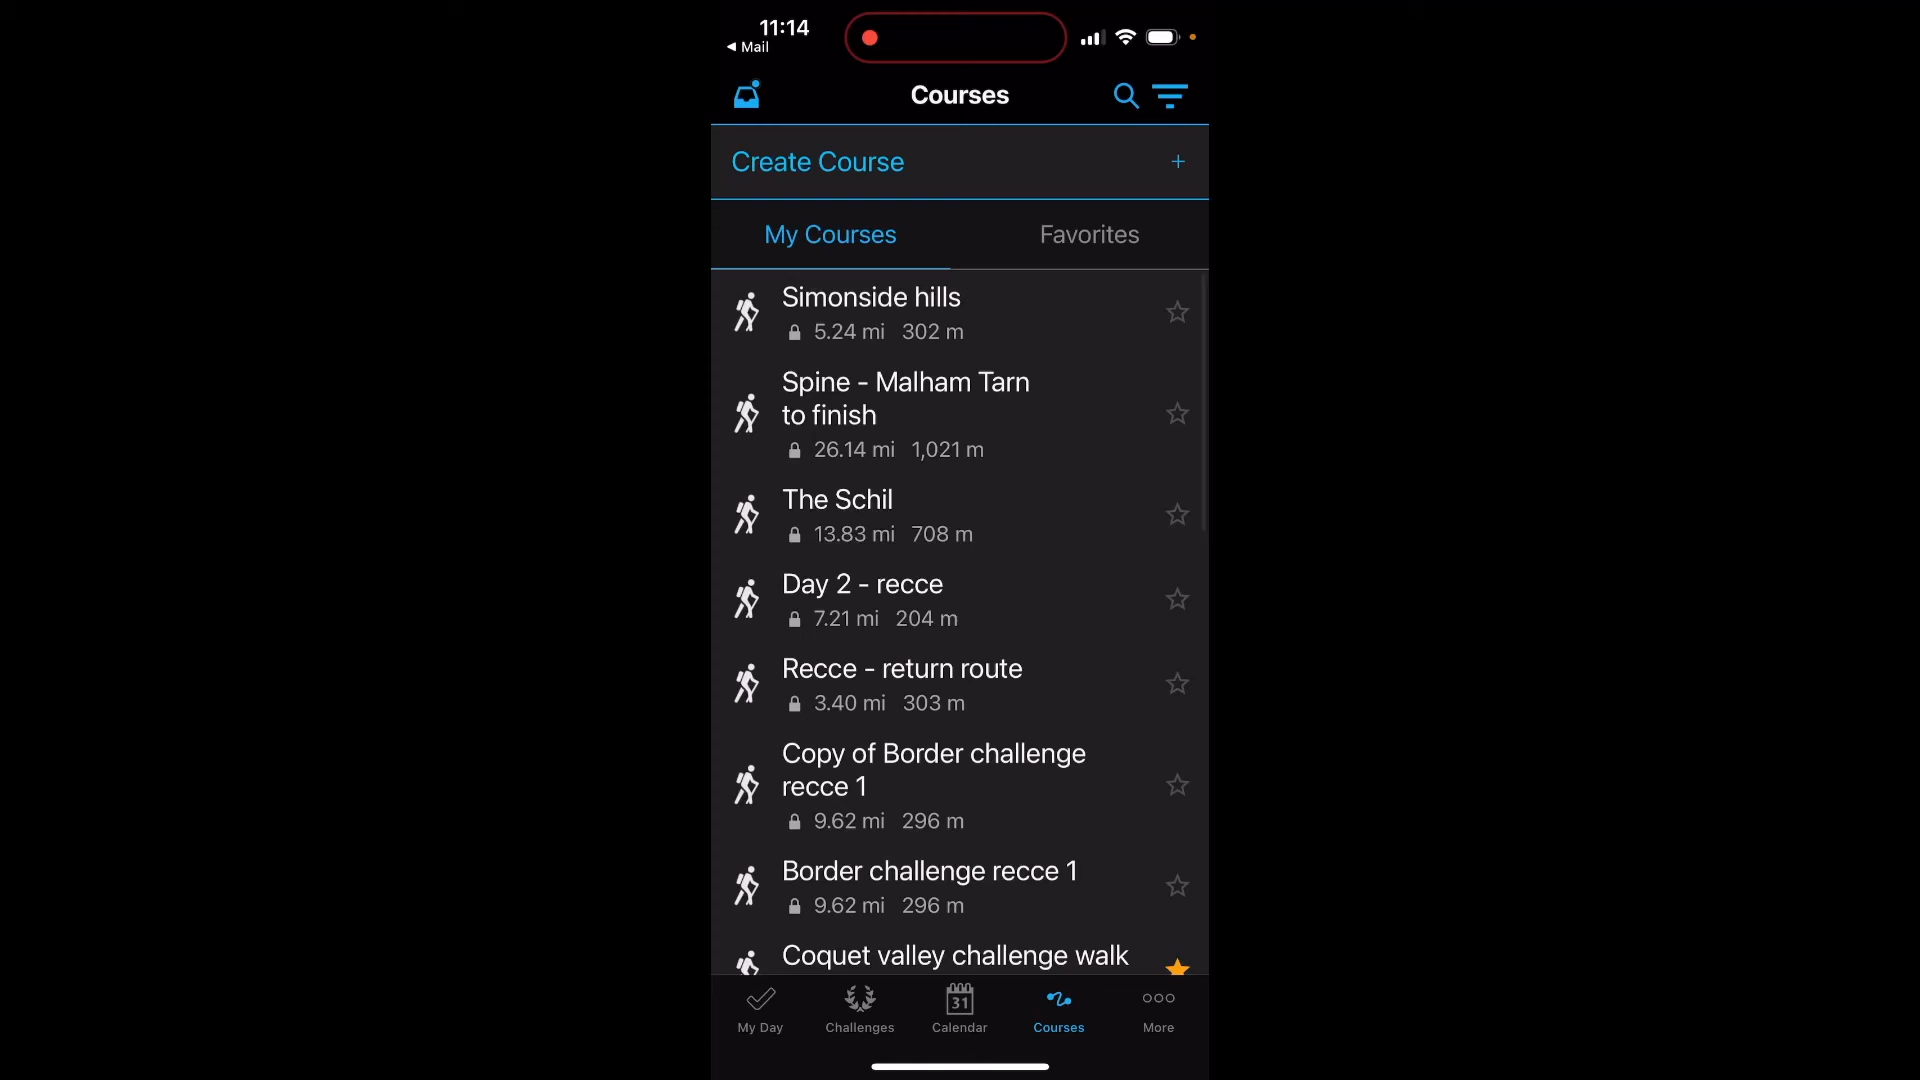 11:14
◀ Mail
Courses
Create Course +
My Courses Favorites
Simonside hills
5.24 mi 302 m
Spine - Malham Tarn
to finish
26.14 mi 1,021 m
The Schil
13.83 mi 708 m
Day 2 - recce
7.21 mi 204 m
Recce - return route
3.40 mi 303 m
Copy of Border challenge
recce 1
9.62 mi 296 m
Border challenge recce 1
9.62 mi 296 m
Coquet valley challenge walk
31
My Day Challenges Calendar Courses More